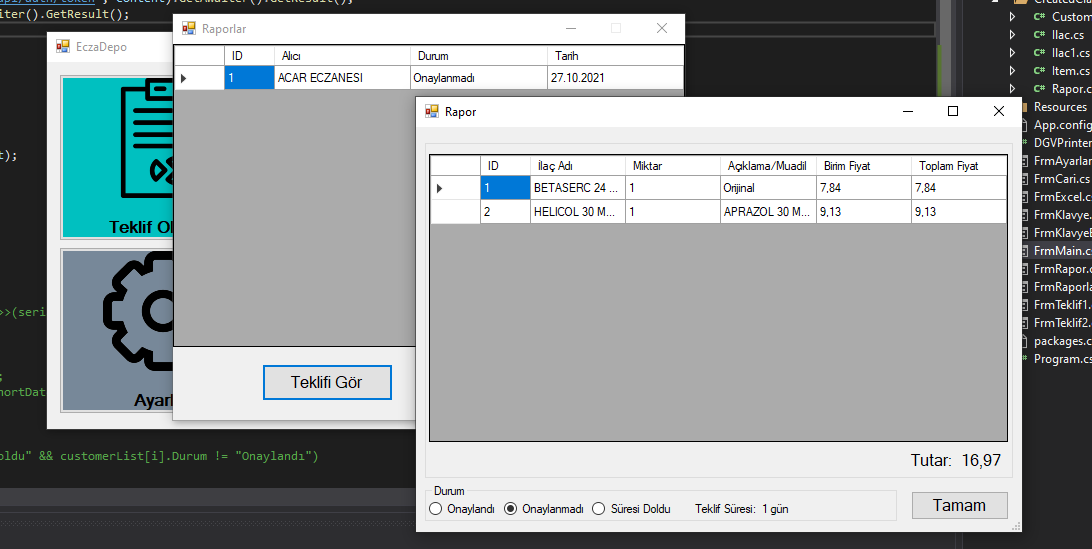 api/auth/token", content).GetAwaiter().GetResult();
iter().GetResult();
t);
>>(seri
;
hortDat
oldu" && customerList[i].Durum != "Onaylandı")
EczaDepo
Teklif Ol
Ayarl
Raporlar
ID Alıcı Durum Tarih
1 ACAR ECZANESI Onaylanmadı 27.10.2021
Teklifi Gör
Rapor
ID İlaç Adı Miktar Açıklama/Muadil Birim Fiyat Toplam Fiyat
1 BETASERC 24 ... 1 Orijinal 7,84 7,84
2 HELICOL 30 M... 1 APRAZOL 30 M... 9,13 9,13
Tutar: 16,97
Durum
Onaylandı Onaylanmadı Süresi Doldu Teklif Süresi: 1 gün
Tamam
C# Custom
C# Ilac.cs
C# Ilac1.cs
C# Item.cs
C# Rapor.c
Resources
App.config
DGVPrinter
FrmAyarlar
FrmCari.cs
FrmExcel.cs
FrmKlavye.
FrmKlavyeE
FrmMain.c
FrmRapor.c
FrmRaporla
FrmTeklif1.
FrmTeklif2.
packages.c
Program.cs